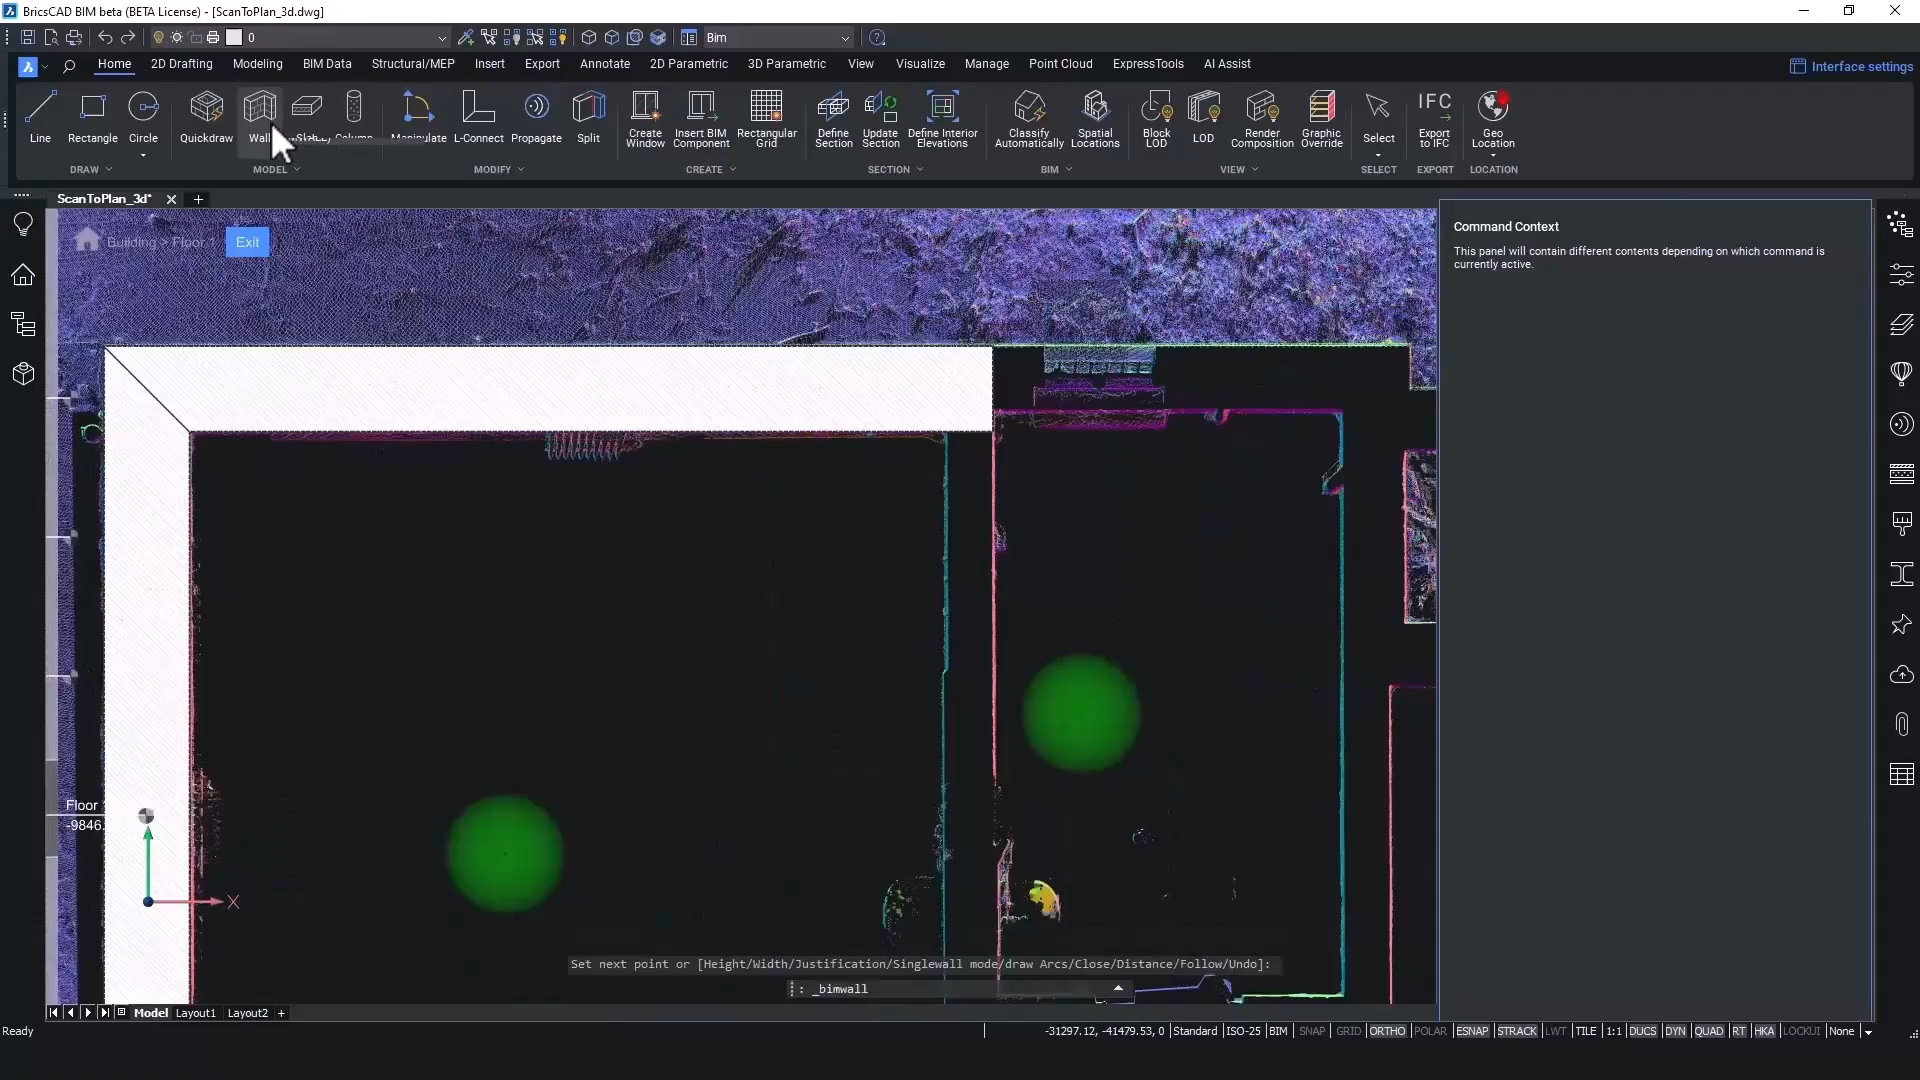 BricsCAD BIM beta (BETA License) - [ScanToPlan_3d.dwg]
0
Bim
Home 2D Drafting Modeling BIM Data Structural/MEP Insert Export Annotate 2D Parametric 3D Parametric View Visualize Manage Point Cloud ExpressTools AI Assist
Interface settings
Line Rectangle Circle Quickdraw Wall Column Manipulate L-Connect Propagate Split
Create Window
Insert BIM Component
Rectangular Grid
Define Section
Update Section
Define Interior Elevations
Classify Automatically
Spatial Locations
Block LOD
LOD
Render Composition
Graphic Override
Select
IFC
Export to IFC
Geo Location
DRAW MODEL MODIFY CREATE SECTION BIM VIEW SELECT EXPORT LOCATION
ScanToPlan_3d*
Building > Floor 1 Exit
Command Context
This panel will contain different contents depending on which command is
currently active.
Floor
-9846.
X
Set next point or [Height/Width/Justification/Singlewall mode/draw Arcs/Close/Distance/Follow/Undo]:
: _bimwall
Model Layout1 Layout2 +
Ready
-31297.12, -41479.53, 0 Standard ISO-25 BIM SNAP GRID ORTHO POLAR ESNAP STRACK LWT TILE 1:1 DUCS DYN QUAD RT HKA LOCKUI None